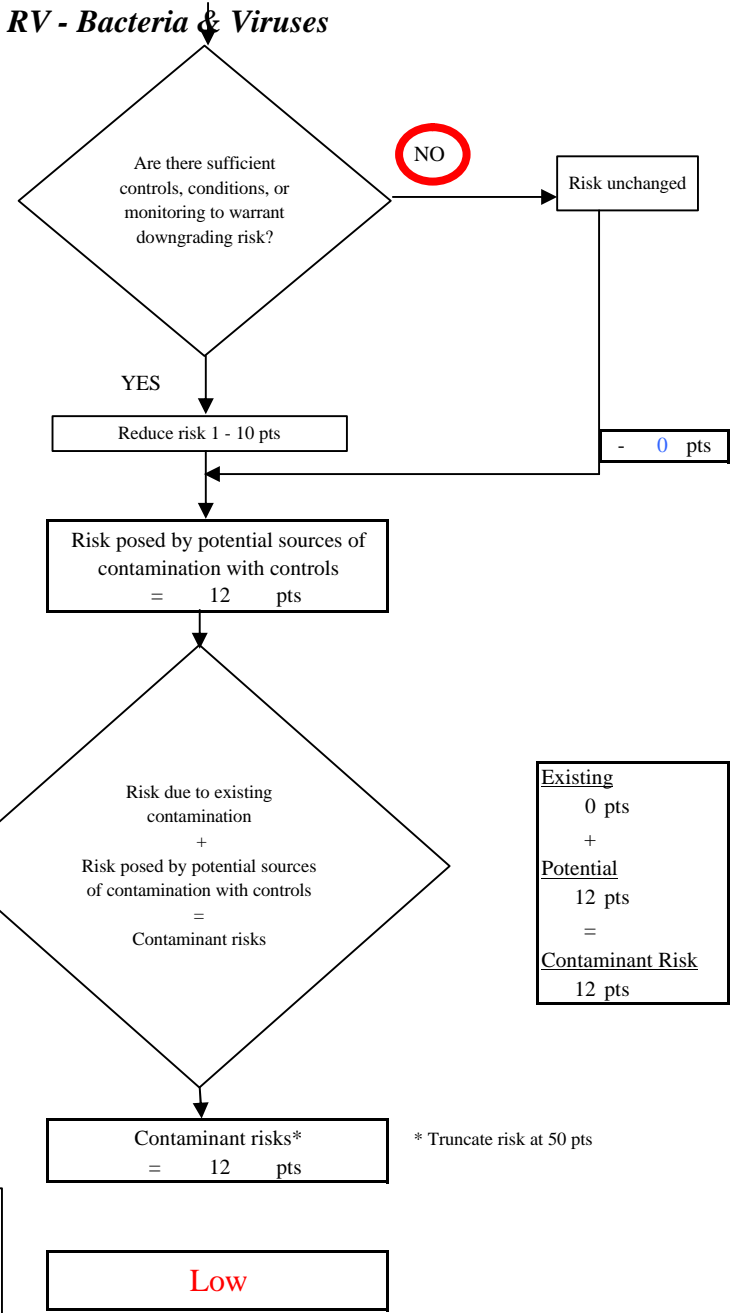 RV - Bacteria & Viruses
Are there sufficient
controls, conditions, or
monitoring to warrant
downgrading risk?
NO
Risk unchanged
YES
Reduce risk 1 - 10 pts
- 0 pts
Risk posed by potential sources of
contamination with controls
= 12 pts
Risk due to existing
contamination
+
Risk posed by potential sources
of contamination with controls
=
Contaminant risks
Existing
0 pts
+
Potential
12 pts
=
Contaminant Risk
12 pts
Contaminant risks*
= 12 pts
* Truncate risk at 50 pts
Low